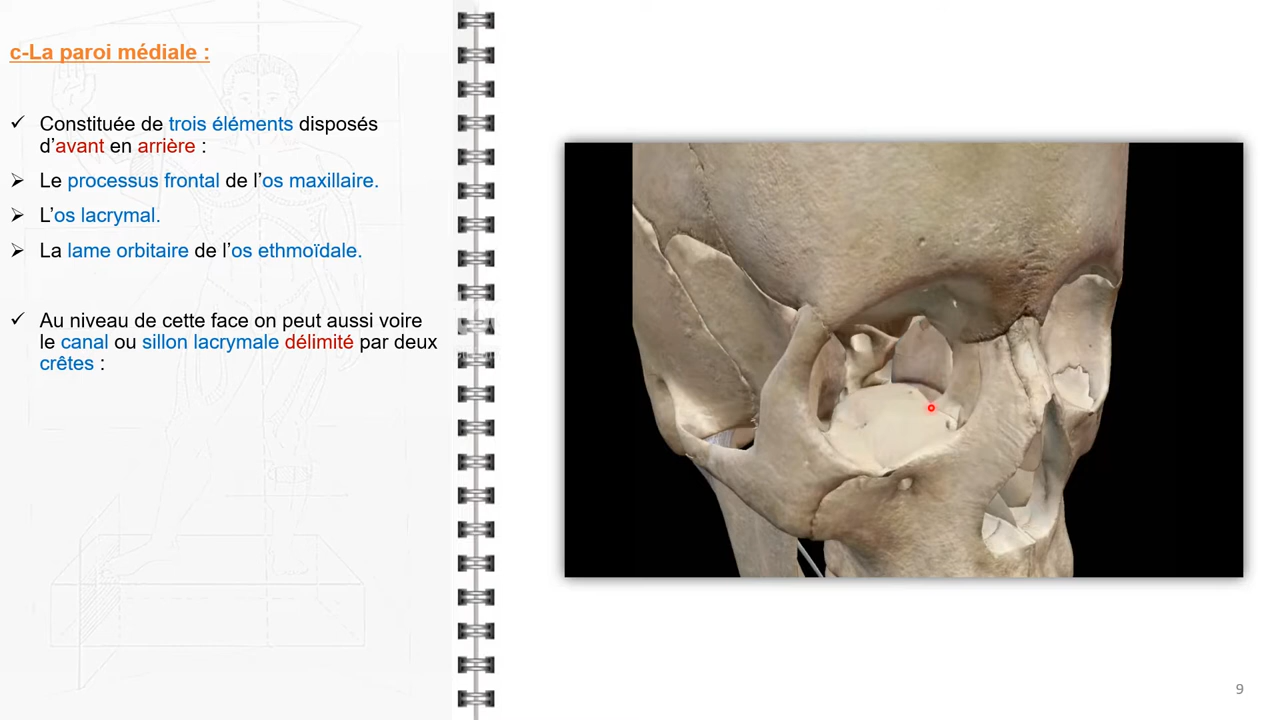 c-La paroi médiale :
✓ Constituée de trois éléments disposés
d’avant en arrière :
➢ Le processus frontal de l’os maxillaire.
➢ L’os lacrymal.
➢ La lame orbitaire de l’os ethmoïdale.
✓ Au niveau de cette face on peut aussi voire
le canal ou sillon lacrymale délimité par deux
crêtes :
9